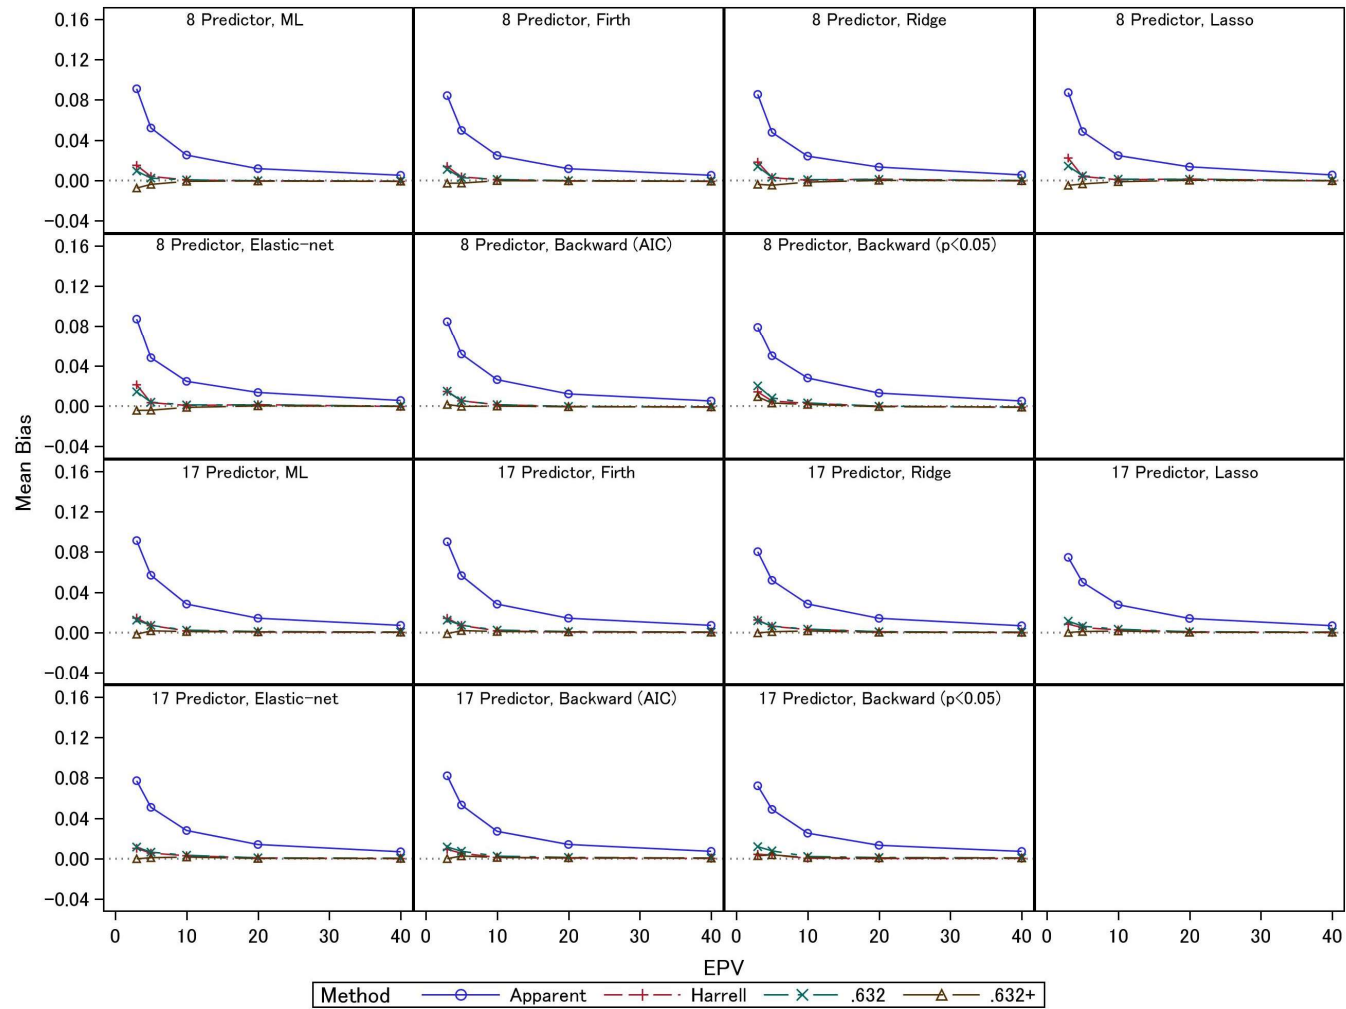 8 Predictor, ML
8 Predictor, Firth
8 Predictor, Ridge
8 Predictor, Lasso
0.16
0.12
0.08
0.04
0.00
−0.04
8 Predictor, Elastic−net
8 Predictor, Backward (AIC)
8 Predictor, Backward (p<0.05)
0.16
0.12
0.08
0.04
0.00
−0.04
Mean Bias
17 Predictor, ML
17 Predictor, Firth
17 Predictor, Ridge
17 Predictor, Lasso
0.16
0.12
0.08
0.04
0.00
−0.04
17 Predictor, Elastic−net
17 Predictor, Backward (AIC)
17 Predictor, Backward (p<0.05)
0.16
0.12
0.08
0.04
0.00
−0.04
0 10 20 30 40 0 10 20 30 40 0 10 20 30 40 0 10 20 30 40
EPV
Method Apparent Harrell .632 .632+